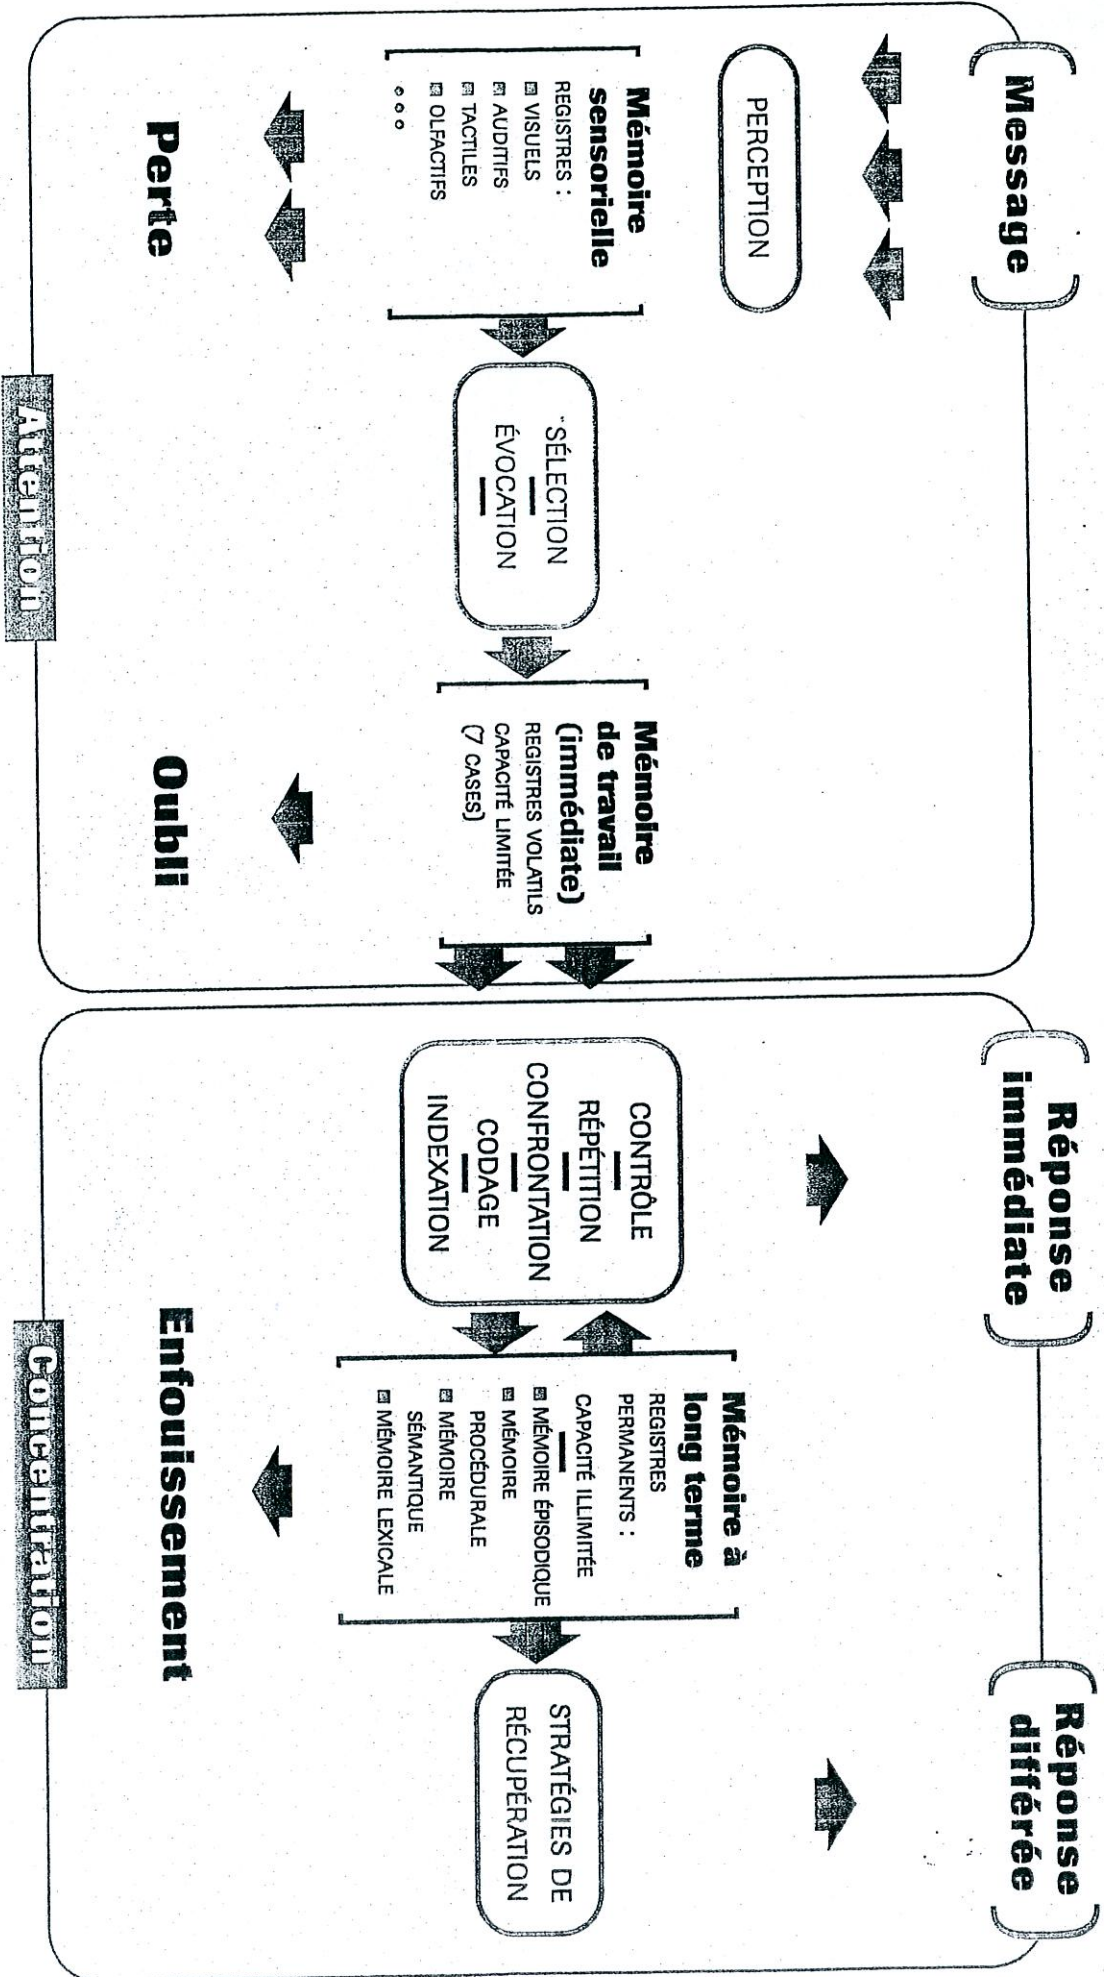 Message
PERCEPTION
Mémoire
sensorielle
REGISTRES :
VISUELS
AUDITIFS
TACTILES
OLFACTIFS
Perte
"SÉLECTION
ÉVOCATION
Mémoire
de travail
(immédiate)
REGISTRES VOLATILS
CAPACITÉ LIMITÉE
(7 CASES)
Oubli
Attention
Réponse
immédiate
CONTRÔLE
RÉPÉTITION
CONFRONTATION
CODAGE
INDEXATION
Mémoire à
long terme
REGISTRES
PERMANENTS :
CAPACITÉ ILLIMITÉE
MÉMOIRE ÉPISODIQUE
MÉMOIRE
PROCÉDURALE
MÉMOIRE
SÉMANTIQUE
MÉMOIRE LEXICALE
Enfouissement
Réponse
différée
STRATÉGIES DE
RÉCUPÉRATION
Concentration